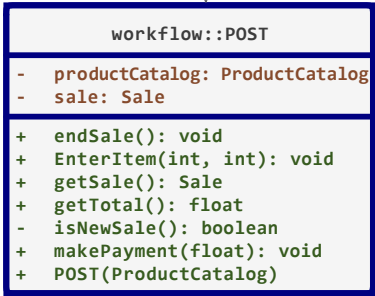 workflow::POST
- productCatalog: ProductCatalog
- sale: Sale
+ endSale(): void
+ EnterItem(int, int): void
+ getSale(): Sale
+ getTotal(): float
- isNewSale(): boolean
+ makePayment(float): void
+ POST(ProductCatalog)